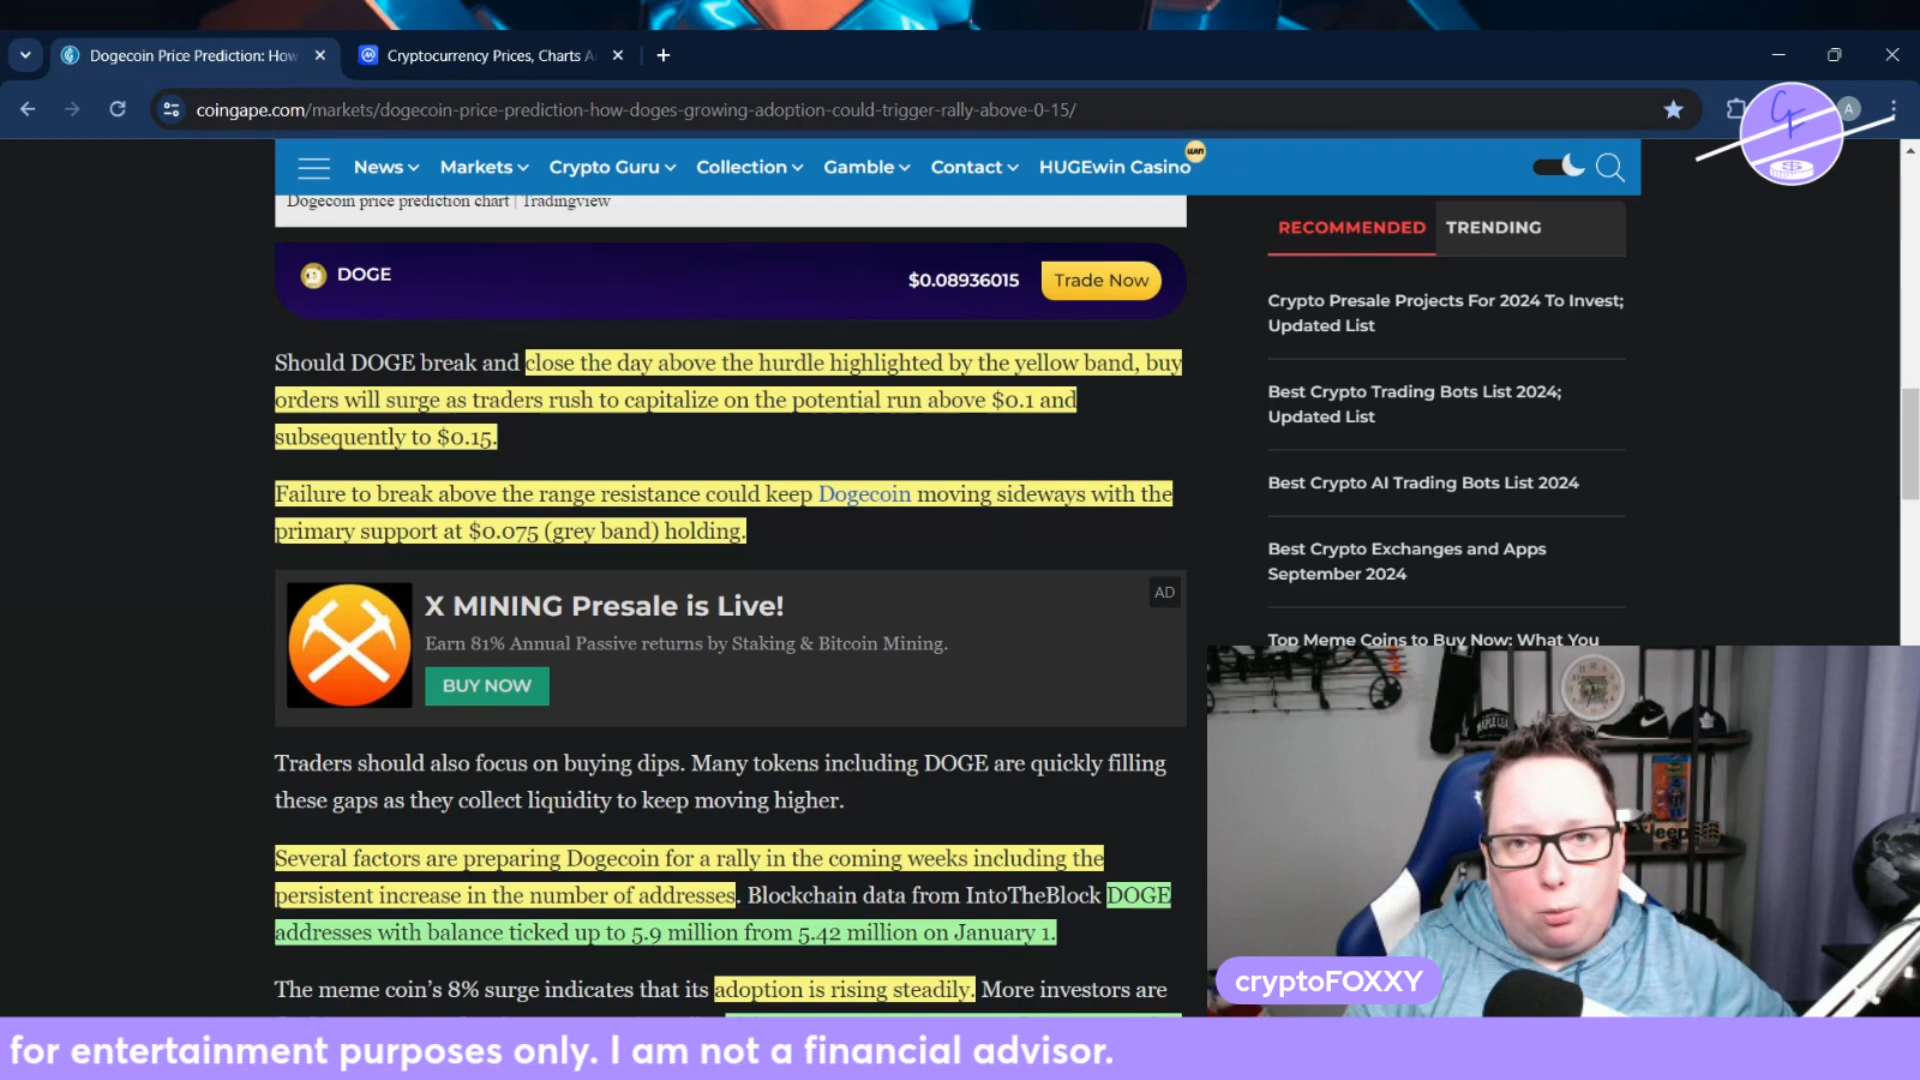 Dogecoin Price Prediction: How
Cryptocurrency Prices, Charts A
coingape.com/markets/dogecoin-price-prediction-how-doges-growing-adoption-could-trigger-rally-above-0-15/
A
CF
News Markets Crypto Guru Collection Gamble Contact HUGEwin Casino
win
Dogecoin price prediction chart | Tradingview
DOGE
$0.08936015
Trade Now
Should DOGE break and close the day above the hurdle highlighted by the yellow band, buy
orders will surge as traders rush to capitalize on the potential run above $0.1 and
subsequently to $0.15.
Failure to break above the range resistance could keep Dogecoin moving sideways with the
primary support at $0.075 (grey band) holding.
X MINING Presale is Live!
AD
Earn 81% Annual Passive returns by Staking & Bitcoin Mining.
BUY NOW
Traders should also focus on buying dips. Many tokens including DOGE are quickly filling
these gaps as they collect liquidity to keep moving higher.
Several factors are preparing Dogecoin for a rally in the coming weeks including the
persistent increase in the number of addresses. Blockchain data from IntoTheBlock DOGE
addresses with balance ticked up to 5.9 million from 5.42 million on January 1.
The meme coin's 8% surge indicates that its adoption is rising steadily. More investors are
RECOMMENDED
TRENDING
Crypto Presale Projects For 2024 To Invest;
Updated List
Best Crypto Trading Bots List 2024;
Updated List
Best Crypto AI Trading Bots List 2024
Best Crypto Exchanges and Apps
September 2024
Top Meme Coins to Buy Now: What You
cryptoFOXXY
for entertainment purposes only. I am not a financial advisor.